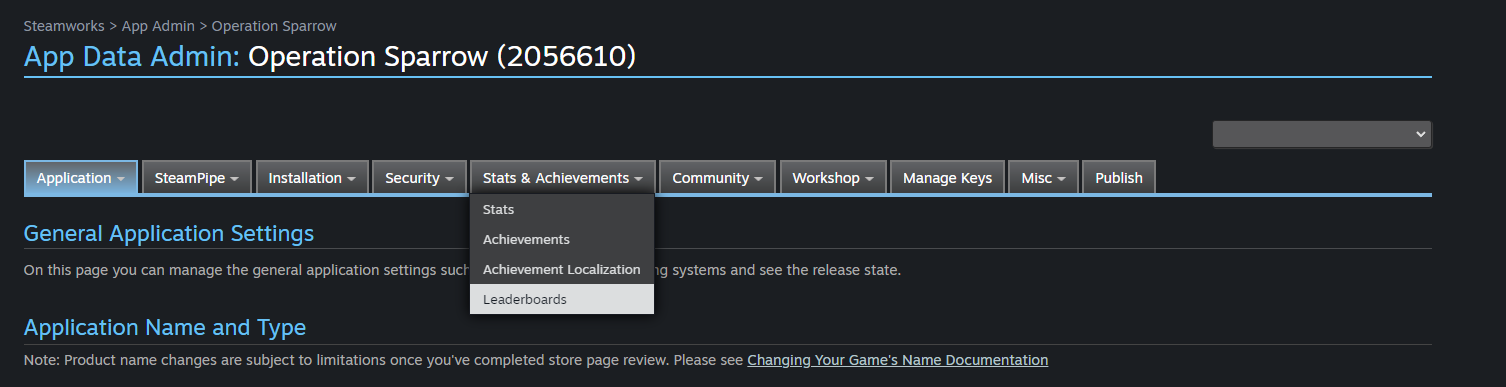 Steamworks > App Admin > Operation Sparrow
App Data Admin: Operation Sparrow (2056610)
Application SteamPipe Installation Security Stats & Achievements Community Workshop Manage Keys Misc Publish
Stats
Achievements
Achievement Localization
Leaderboards
General Application Settings
On this page you can manage the general application settings such g systems and see the release state.
Application Name and Type
Note: Product name changes are subject to limitations once you've completed store page review. Please see Changing Your Game's Name Documentation